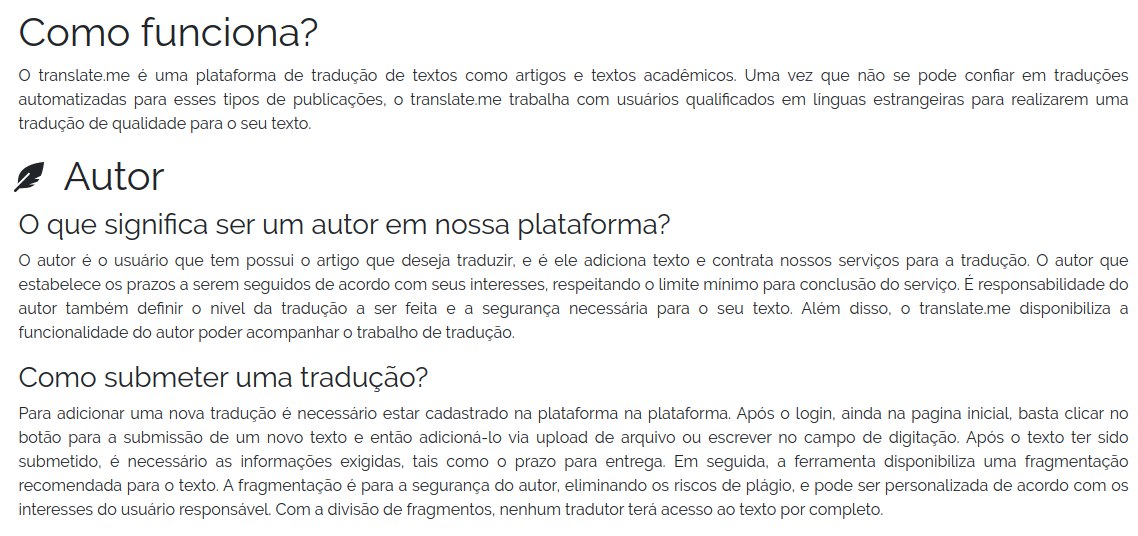 Como funciona?
O translate.me é uma plataforma de tradução de textos como artigos e textos acadêmicos. Uma vez que não se pode confiar em traduções
automatizadas para esses tipos de publicações, o translate.me trabalha com usuários qualificados em línguas estrangeiras para realizarem uma
tradução de qualidade para o seu texto.
Autor
O que significa ser um autor em nossa plataforma?
O autor é o usuário que tem possui o artigo que deseja traduzir, e é ele adiciona texto e contrata nossos serviços para a tradução. O autor que
estabelece os prazos a serem seguidos de acordo com seus interesses, respeitando o limite mínimo para conclusão do serviço. É responsabilidade do
autor também definir o nível da tradução a ser feita e a segurança necessária para o seu texto. Além disso, o translate.me disponibiliza a
funcionalidade do autor poder acompanhar o trabalho de tradução.
Como submeter uma tradução?
Para adicionar uma nova tradução é necessário estar cadastrado na plataforma na plataforma. Após o login, ainda na pagina inicial, basta clicar no
botão para a submissão de um novo texto e então adicioná-lo via upload de arquivo ou escrever no campo de digitação. Após o texto ter sido
submetido, é necessário as informações exigidas, tais como o prazo para entrega. Em seguida, a ferramenta disponibiliza uma fragmentação
recomendada para o texto. A fragmentação é para a segurança do autor, eliminando os riscos de plágio, e pode ser personalizada de acordo com os
interesses do usuário responsável. Com a divisão de fragmentos, nenhum tradutor terá acesso ao texto por completo.